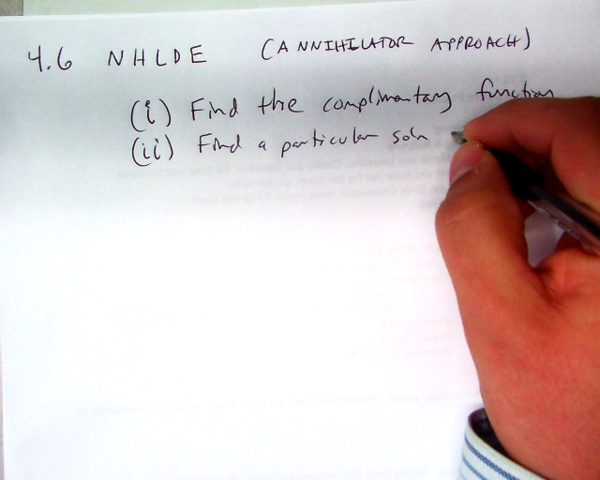 4.6 NHLDE (ANNIHILATOR APPROACH)
(i) Find the complimentary function
(ii) Find a particular soln